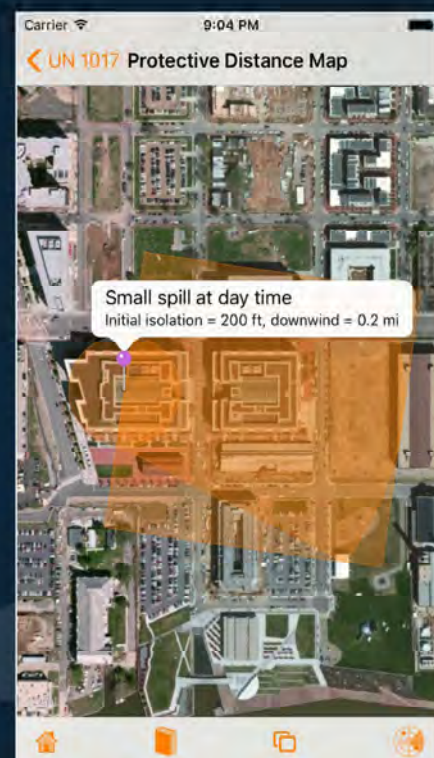 Carrier 9:04 PM
UN 1017 Protective Distance Map
Small spill at day time
Initial isolation = 200 ft, downwind = 0.2 mi